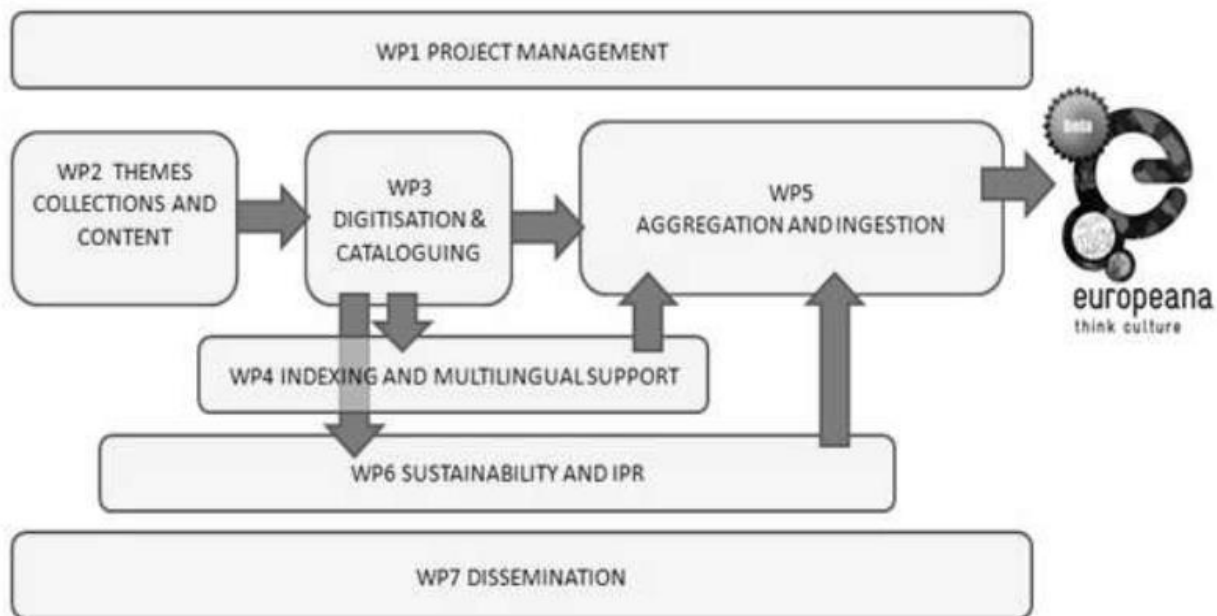 WP1 PROJECT MANAGEMENT
WP2 THEMES
COLLECTIONS AND
CONTENT
WP3
DIGITISATION &
CATALOGUING
WP5
AGGREGATION AND INGESTION
beta
europeana
think culture
WP4 INDEXING AND MULTILINGUAL SUPPORT
WP6 SUSTAINABILITY AND IPR
WP7 DISSEMINATION